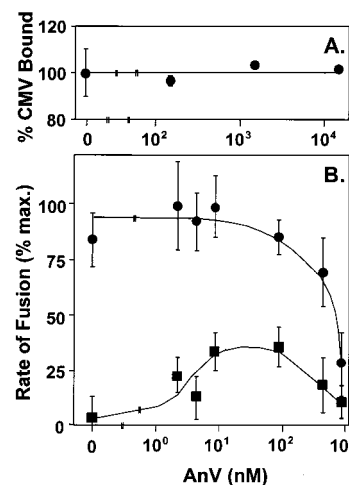 120
100
80
% CMV Bound
A.
0 10² 10³ 10⁴
B.
100
75
50
25
0
Rate of Fusion (% max.)
0 10⁰ 10¹ 10² 10³
AnV (nM)